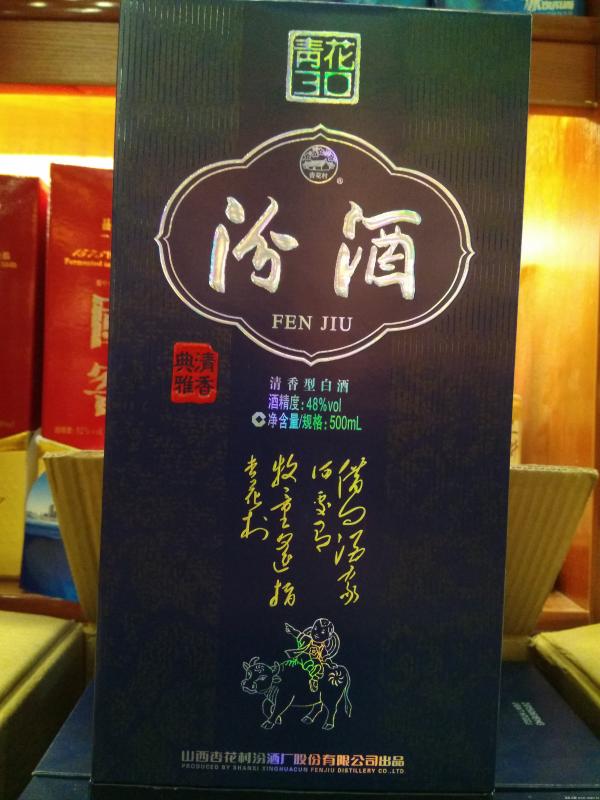 青花
30
杏花村
®
汾酒
FEN JIU
清香
典雅
清香型白酒
酒精度:48%vol
净含量/规格:500mL
借问酒家
何处有
牧童遥指
杏花村
山西杏花村汾酒厂股份有限公司出品
PRODUCED BY SHANXI XINGHUACUN FENJIU DISTILLERY CO.,LTD